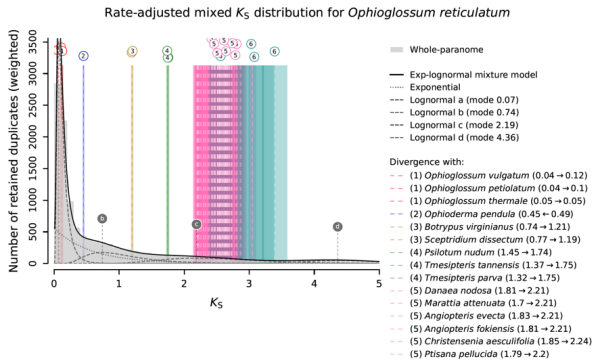 Rate-adjusted mixed KS distribution for Ophioglossum reticulatum
Number of retained duplicates (weighted)
3500
3000
2500
2000
1500
1000
500
0
2
3
4
4
5
5
5
5
5
6
6
6
b
c
d
0
1
2
3
4
5
KS
Whole-paranome
Exp-lognormal mixture model
Exponential
Lognormal a (mode 0.07)
Lognormal b (mode 0.74)
Lognormal c (mode 2.19)
Lognormal d (mode 4.36)
Divergence with:
(1) Ophioglossum vulgatum (0.04→0.12)
(1) Ophioglossum petiolatum (0.04→0.1)
(1) Ophioglossum thermale (0.05→0.05)
(2) Ophioderma pendula (0.45←0.49)
(3) Botrypus virginianus (0.74→1.21)
(3) Sceptridium dissectum (0.77→1.19)
(4) Psilotum nudum (1.45→1.74)
(4) Tmesipteris tannensis (1.37→1.75)
(4) Tmesipteris parva (1.32→1.75)
(5) Danaea nodosa (1.81→2.21)
(5) Marattia attenuata (1.7→2.21)
(5) Angiopteris evecta (1.83→2.21)
(5) Angiopteris fokiensis (1.81→2.21)
(5) Christensenia aesculifolia (1.85→2.24)
(5) Ptisana pellucida (1.79→2.2)